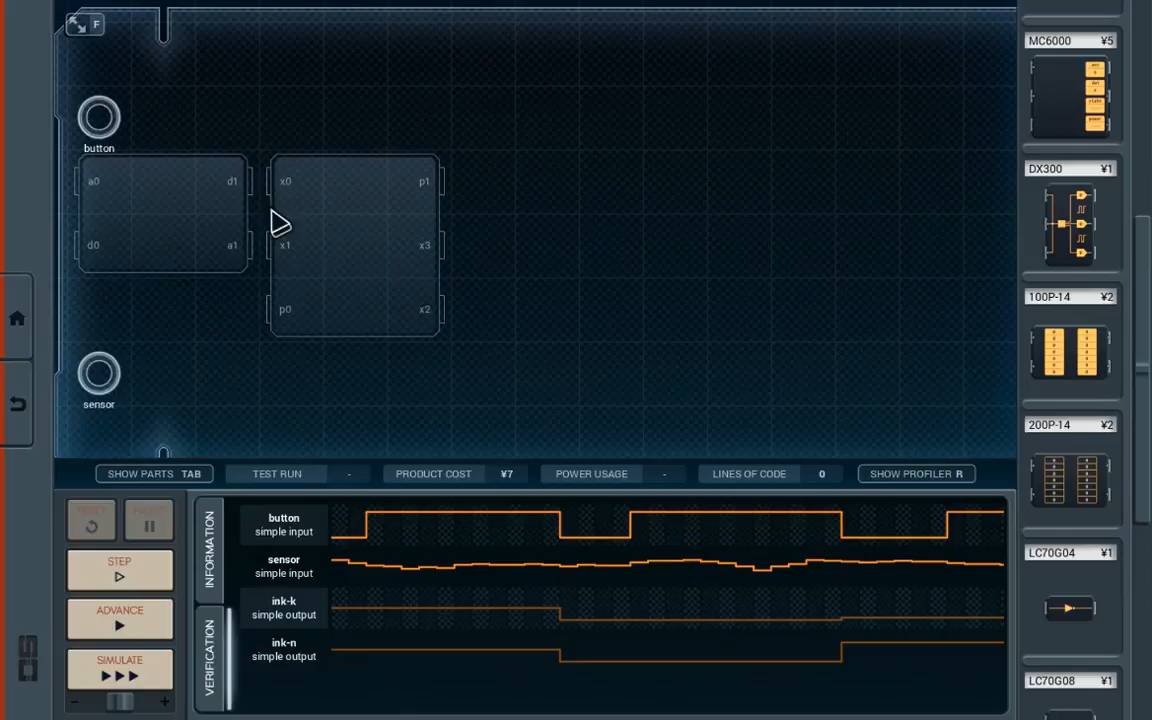 F
button
a0
d1
d0
a1
x0
p1
x1
x3
p0
x2
sensor
MC6000 ¥5
DX300 ¥1
100P-14 ¥2
200P-14 ¥2
LC70G04 ¥1
LC70G08 ¥1
SHOW PARTS TAB
TEST RUN -
PRODUCT COST ¥7
POWER USAGE -
LINES OF CODE 0
SHOW PROFILER R
STEP
ADVANCE
SIMULATE
- +
INFORMATION
VERIFICATION
button
simple input
sensor
simple input
ink-k
simple output
ink-n
simple output